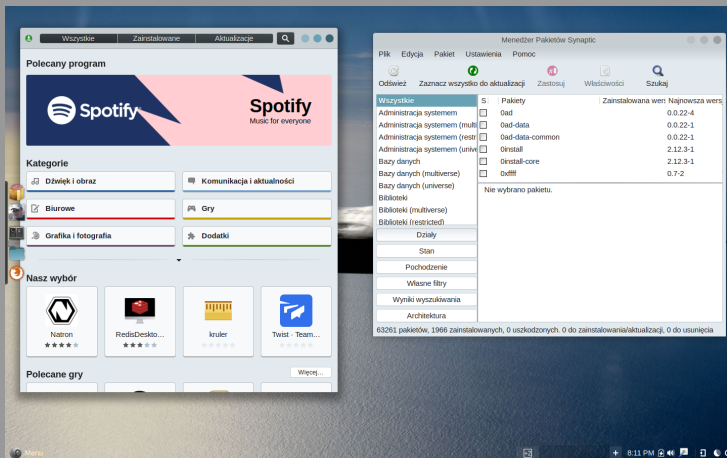 Wszystkie Zainstalowane Aktualizacje
Polecany program
Spotify
Spotify
Music for everyone
Kategorie
Dźwięk i obraz Komunikacja i aktualności
Biurowe Gry
Grafika i fotografia Dodatki
Nasz wybór
Natron RedisDeskto... kruler Twist - Team...
Polecane gry Więcej...
Menedżer Pakietów Synaptic
Plik Edycja Pakiet Ustawienia Pomoc
Odśwież Zaznacz wszystko do aktualizacji Zastosuj Właściwości Szukaj
Wszystkie
Administracja systemem
Administracja systemem (multi
Administracja systemem (restr
Administracja systemem (unive
Bazy danych
Bazy danych (multiverse)
Bazy danych (universe)
Biblioteki
Biblioteki (multiverse)
Biblioteki (restricted)
S Pakiety Zainstalowana wers Najnowsza wers
0ad 0.0.22-4
0ad-data 0.0.22-1
0ad-data-common 0.0.22-1
0install 2.12.3-1
0install-core 2.12.3-1
0xffff 0.7-2
Nie wybrano pakietu.
Działy
Stan
Pochodzenie
Własne filtry
Wyniki wyszukiwania
Architektura
63261 pakietów, 1966 zainstalowanych, 0 uszkodzonych. 0 do zainstalowania/aktualizacji, 0 do usunięcia
Menu
8:11 PM